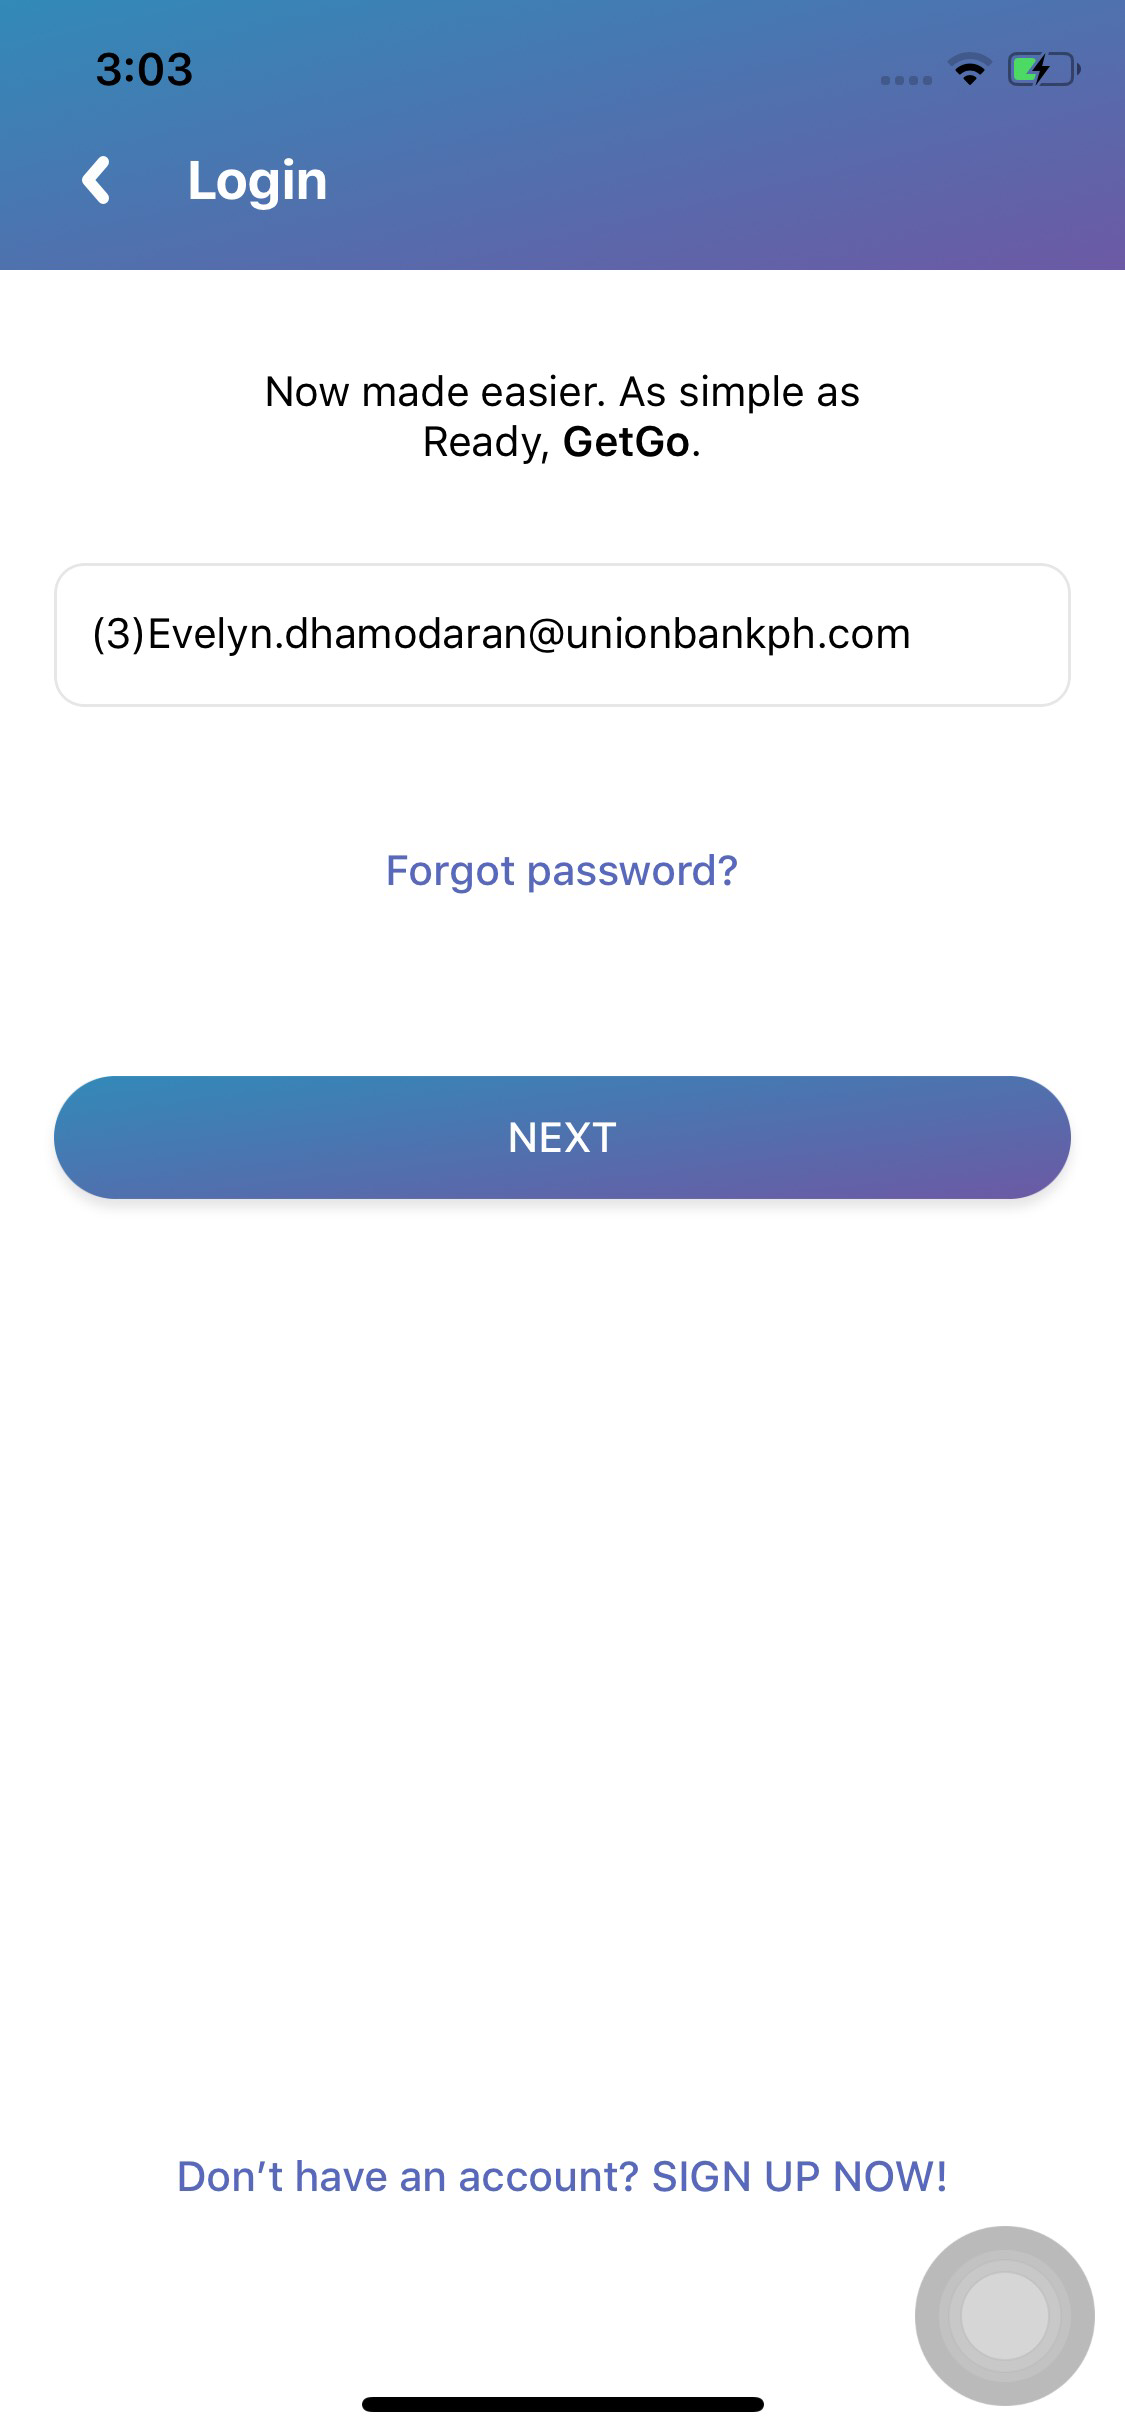 3:03
Login
Now made easier. As simple as
Ready, GetGo.
(3)Evelyn.dhamodaran@unionbankph.com
Forgot password?
NEXT
Don’t have an account? SIGN UP NOW!